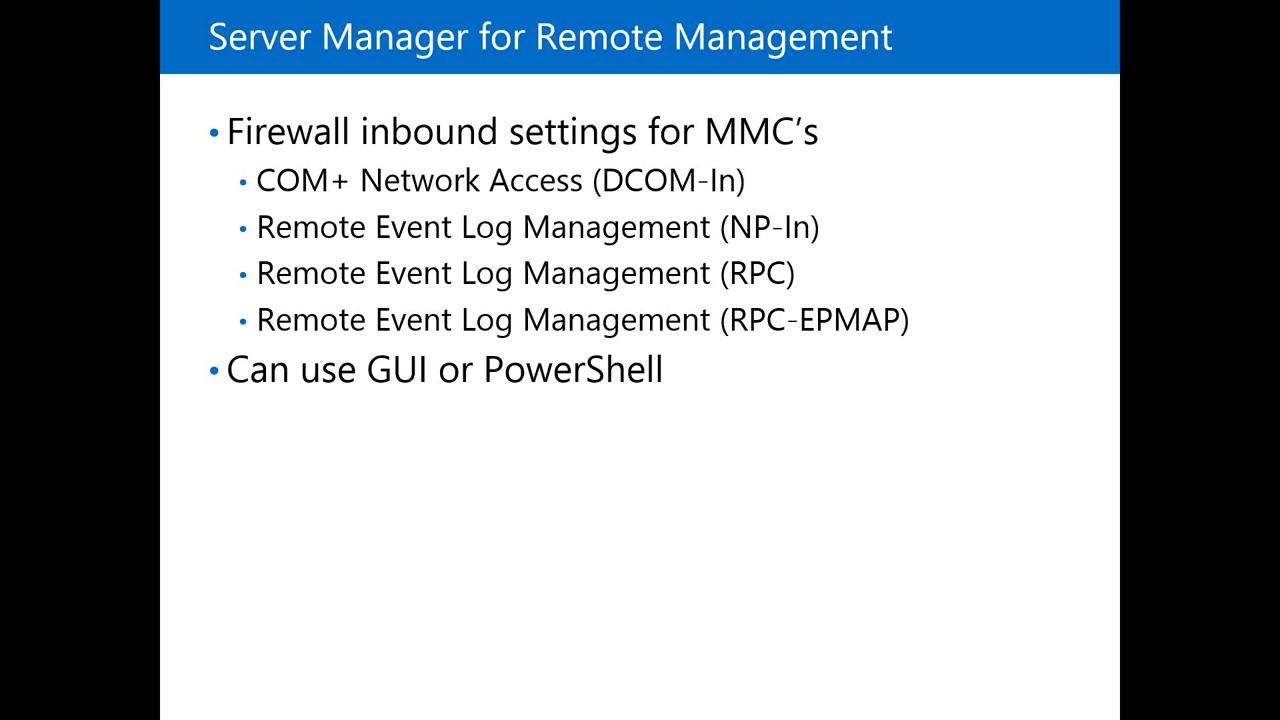 Server Manager for Remote Management
• Firewall inbound settings for MMC’s
• COM+ Network Access (DCOM-In)
• Remote Event Log Management (NP-In)
• Remote Event Log Management (RPC)
• Remote Event Log Management (RPC-EPMAP)
• Can use GUI or PowerShell